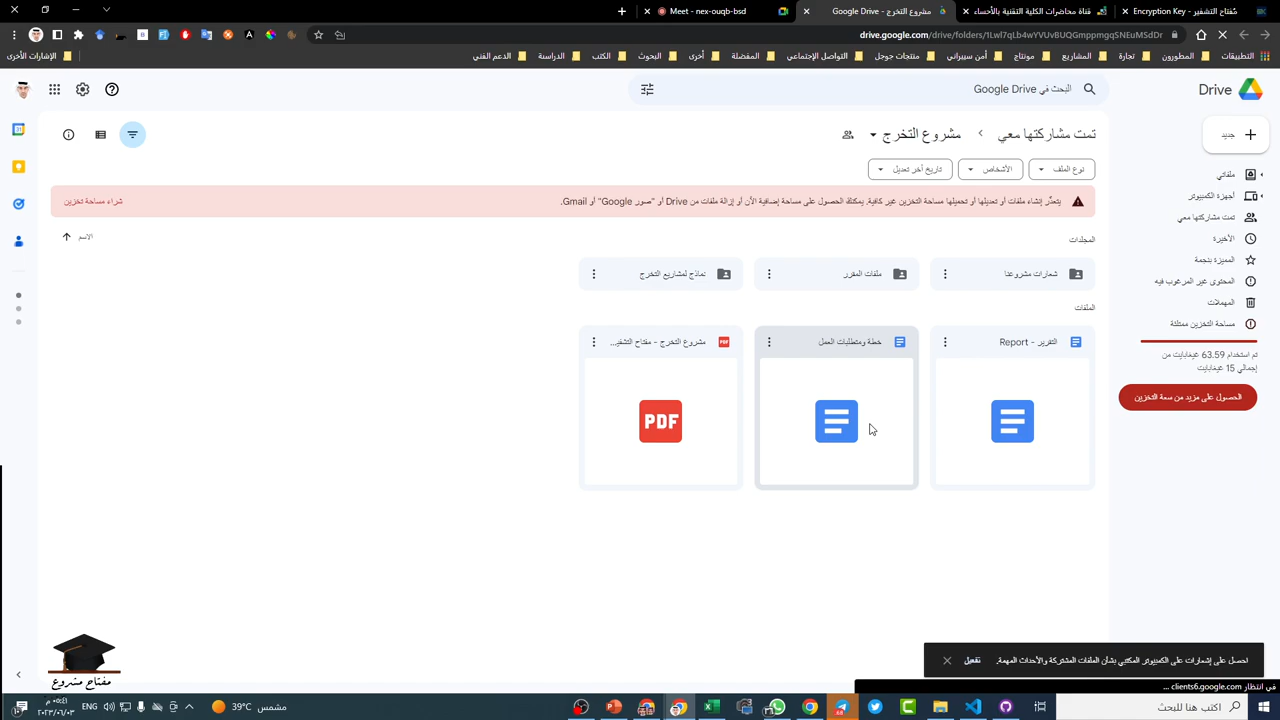 مُفتاح التشفير - Encryption Key
قناة محاضرات الكلية التقنية بالأحساء
مشروع التخرج - Google Drive
Meet - nex-ouqb-bsd
drive.google.com/drive/folders/1Lwl7qLb4wYVUvBUQGmppmgqSNEuMSdDr
التطبيقات
المطورون
تجارة
المشاريع
مونتاج
أمن سيبراني
منتجات جوجل
التواصل الاجتماعي
المفضلة
أخرى
البحوث
الكتب
الدراسة
الدعم الفني
الإشارات الأخرى
Drive
البحث في Google Drive
جديد
ملفاتي
أجهزة الكمبيوتر
تمت مشاركتها معي
الأخيرة
المميزة بنجمة
المحتوى غير المرغوب فيه
المهملات
مساحة التخزين ممتلئة
تم استخدام 63.59 غيغابايت من
إجمالي 15 غيغابايت
الحصول على مزيد من سعة التخزين
تمت مشاركتها معي
مشروع التخرج
نوع الملف
الأشخاص
تاريخ آخر تعديل
يتعذَّر إنشاء ملفات أو تعديلها أو تحميلها مساحة التخزين غير كافية. يمكنك الحصول على مساحة إضافية الآن أو إزالة ملفات من Drive أو "صور Google" أو Gmail.
شراء مساحة تخزين
الاسم
المجلدات
شعارات مشروعنا
ملفات المقرر
نماذج لمشاريع التخرج
الملفات
التقرير - Report
خطة ومتطلبات العمل
مشروع التخرج - مفتاح التشفي...
PDF
PDF
احصل على إشعارات على الكمبيوتر المكتبي بشأن الملفات المشتركة والأحداث المهمة.
تفعيل
في انتظار clients6.google.com ...
مفتاح مشروع
اكتب هنا للبحث
39°C
مشمس
ENG
٢٠٢٣/٠٦/٠٣